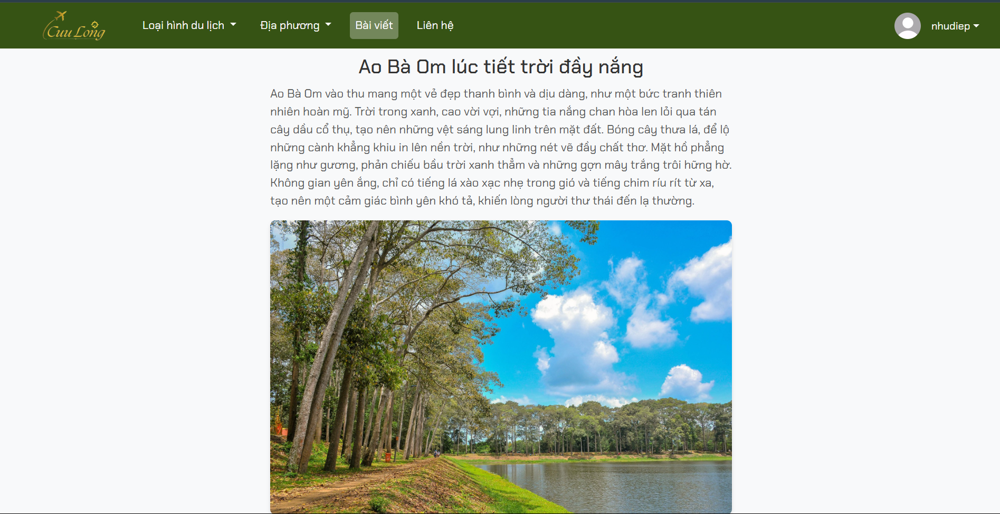 Cuu Long
Loại hình du lịch
Địa phương
Bài viết
Liên hệ
nhudiep
Ao Bà Om lúc tiết trời đầy nắng
Ao Bà Om vào thu mang một vẻ đẹp thanh bình và dịu dàng, như một bức tranh thiên
nhiên hoàn mỹ. Trời trong xanh, cao vời vợi, những tia nắng chan hòa len lỏi qua tán
cây dầu cổ thụ, tạo nên những vệt sáng lung linh trên mặt đất. Bóng cây thưa lá, để lộ
những cành khẳng khiu in lên nền trời, như những nét vẽ đầy chất thơ. Mặt hồ phẳng
lặng như gương, phản chiếu bầu trời xanh thẳm và những gợn mây trắng trôi hững hờ.
Không gian yên ắng, chỉ có tiếng lá xào xạc nhẹ trong gió và tiếng chim ríu rít từ xa,
tạo nên một cảm giác bình yên khó tả, khiến lòng người thư thái đến lạ thường.